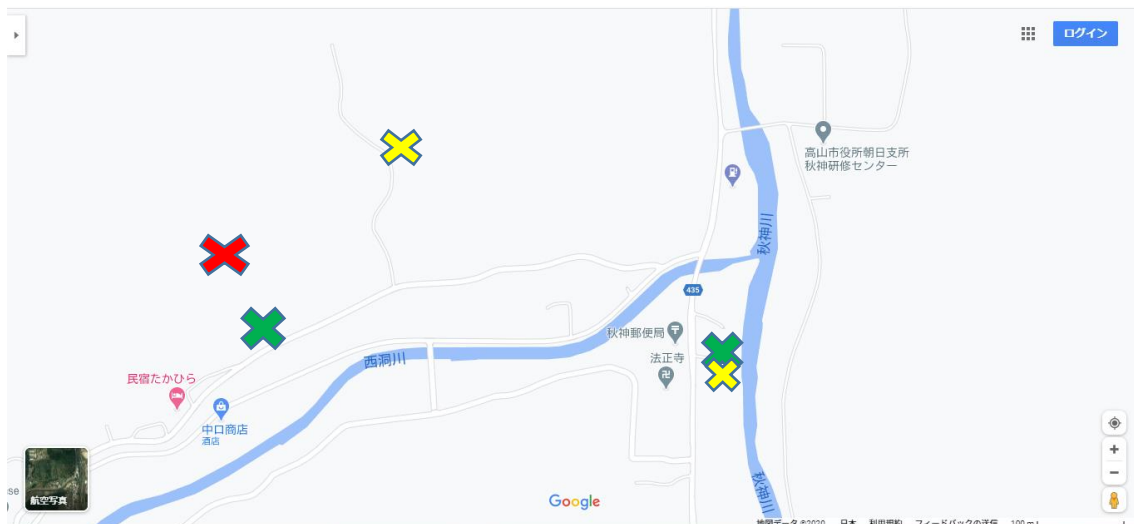 ログイン
高山市役所朝日支所
秋神研修センター
秋神川
435
秋神郵便局
法正寺
西洞川
民宿たかひら
中口商店
酒店
航空写真
Google
秋神川
地図データ ©2020 日本 利用規約 フィードバックの送信 100 m